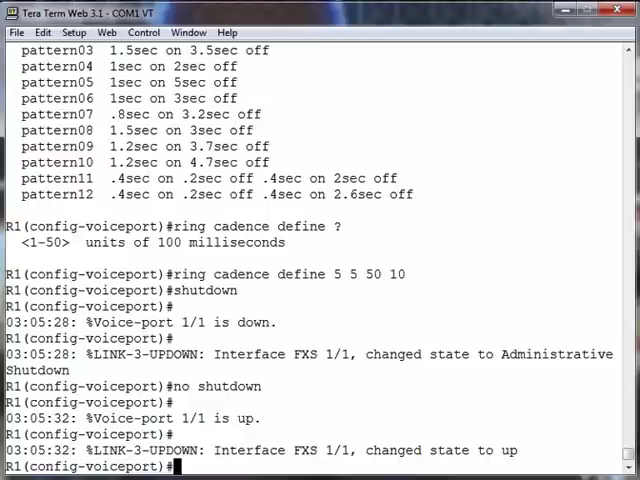 Tera Term Web 3.1 - COM1 VT
File Edit Setup Web Control Window Help
pattern03 1.5sec on 3.5sec off
pattern04 1sec on 2sec off
pattern05 1sec on 5sec off
pattern06 1sec on 3sec off
pattern07 .8sec on 3.2sec off
pattern08 1.5sec on 3sec off
pattern09 1.2sec on 3.7sec off
pattern10 1.2sec on 4.7sec off
pattern11 .4sec on .2sec off .4sec on 2sec off
pattern12 .4sec on .2sec off .4sec on 2.6sec off
R1(config-voiceport)#ring cadence define ?
<1-50> units of 100 milliseconds
R1(config-voiceport)#ring cadence define 5 5 50 10
R1(config-voiceport)#shutdown
R1(config-voiceport)#
03:05:28: %Voice-port 1/1 is down.
R1(config-voiceport)#
03:05:28: %LINK-3-UPDOWN: Interface FXS 1/1, changed state to Administrative
Shutdown
R1(config-voiceport)#no shutdown
R1(config-voiceport)#
03:05:32: %Voice-port 1/1 is up.
R1(config-voiceport)#
03:05:32: %LINK-3-UPDOWN: Interface FXS 1/1, changed state to up
R1(config-voiceport)#